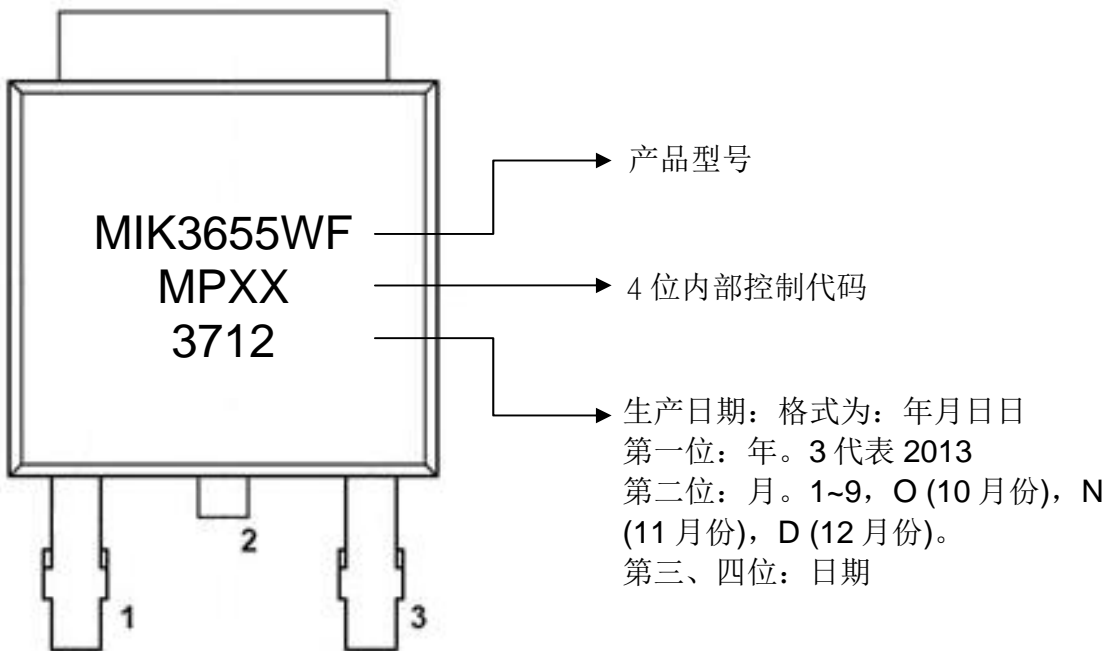 产品型号
MIK3655WF
MPXX
3712
4 位内部控制代码
生产日期：格式为：年月日日
第一位：年。3 代表 2013
第二位：月。1~9，O (10 月份)，N
(11 月份)，D (12 月份)。
第三、四位：日期
2
1
3